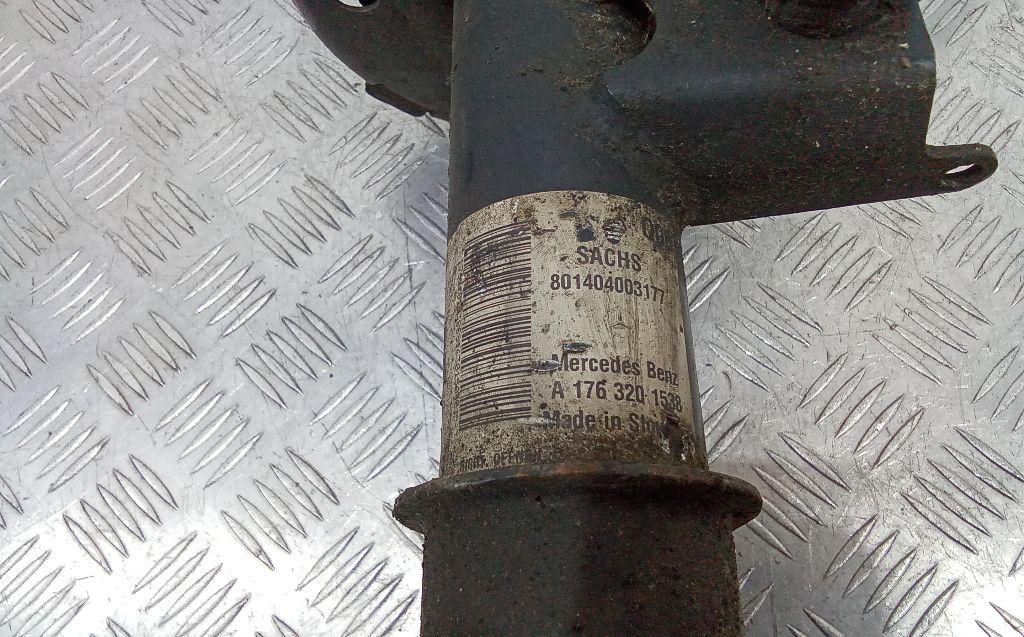 SACHS
801404003177
Mercedes Benz
A 176 320 1538
Made in